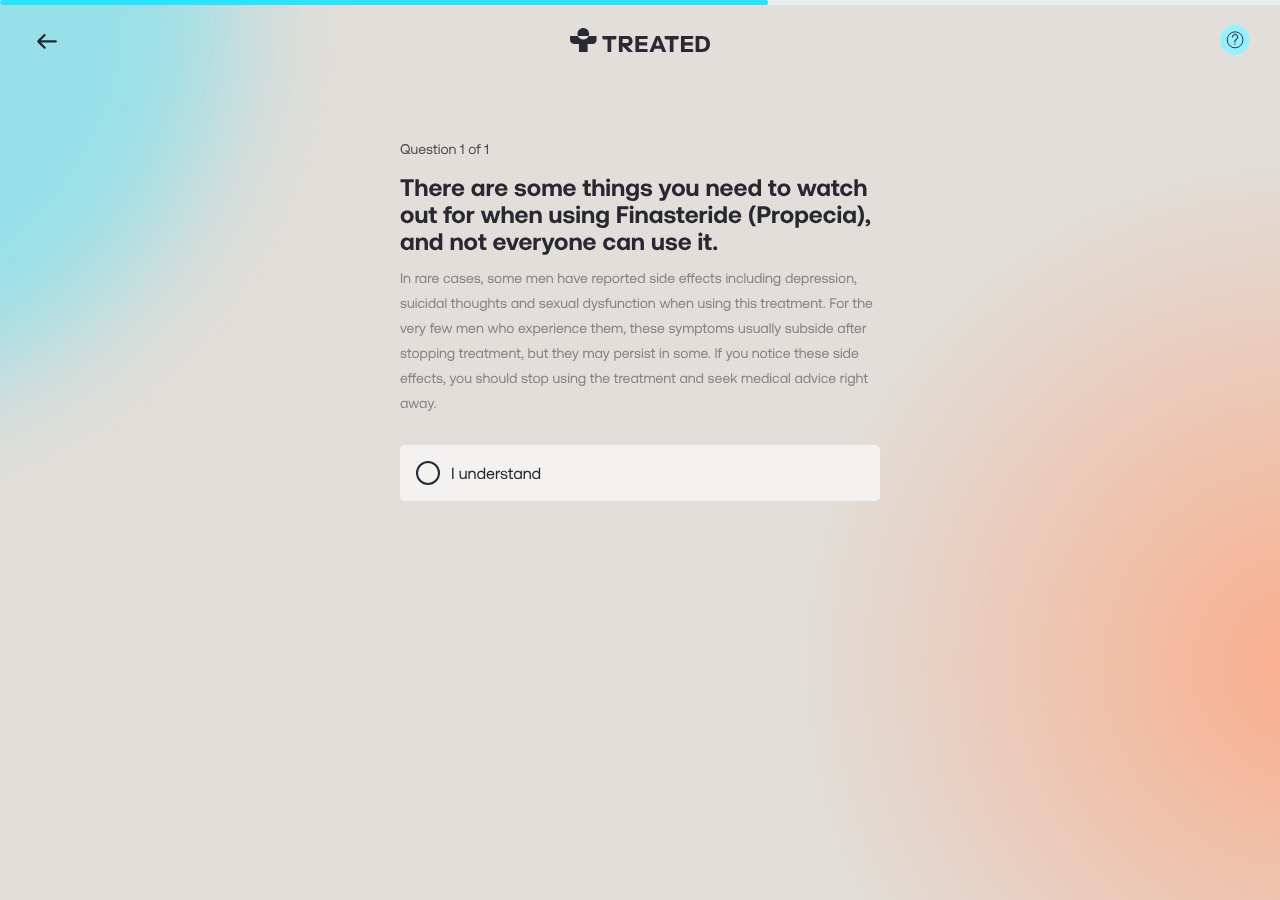 TREATED
Question 1 of 1
There are some things you need to watch
out for when using Finasteride (Propecia),
and not everyone can use it.
In rare cases, some men have reported side effects including depression,
suicidal thoughts and sexual dysfunction when using this treatment. For the
very few men who experience them, these symptoms usually subside after
stopping treatment, but they may persist in some. If you notice these side
effects, you should stop using the treatment and seek medical advice right
away.
I understand